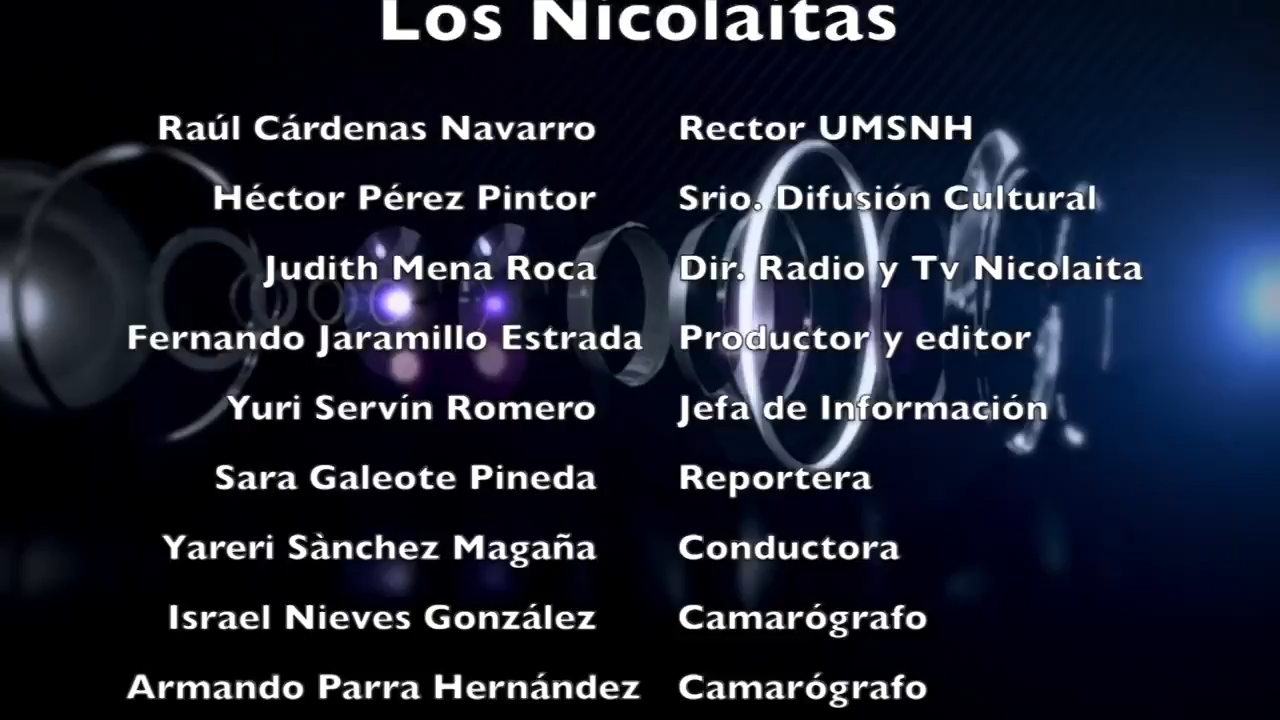 Los Nicolaitas
Raúl Cárdenas Navarro Rector UMSNH
Héctor Pérez Pintor Srio. Difusión Cultural
Judith Mena Roca Dir. Radio y Tv Nicolaita
Fernando Jaramillo Estrada Productor y editor
Yuri Servín Romero Jefa de Información
Sara Galeote Pineda Reportera
Yareri Sànchez Magaña Conductora
Israel Nieves González Camarógrafo
Armando Parra Hernández Camarógrafo